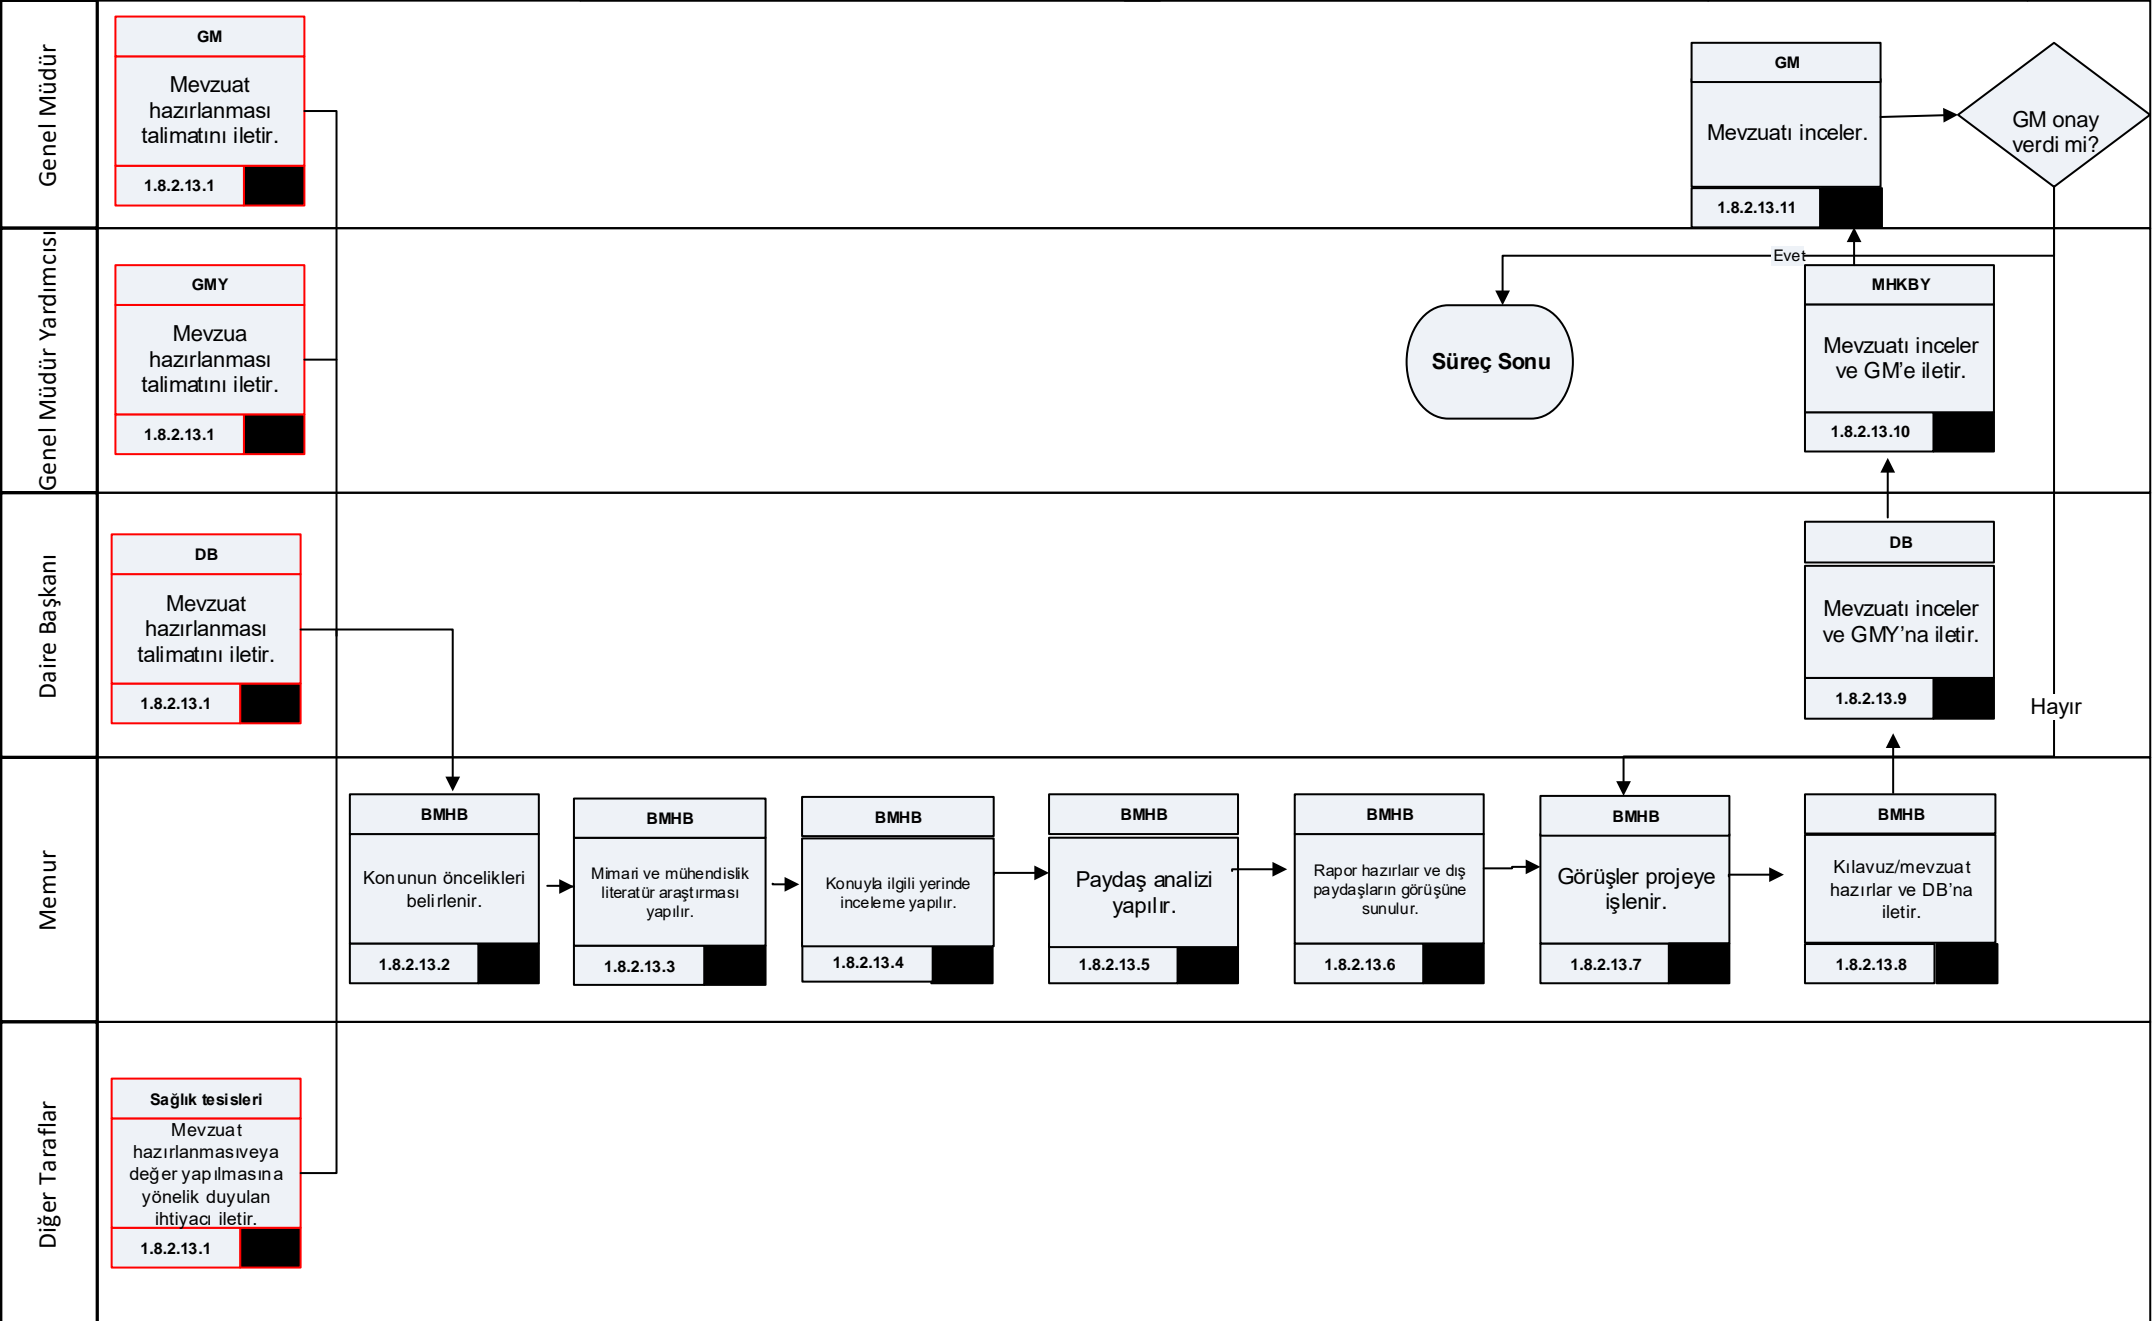 Genel Müdür
GM
Mevzuat
hazırlanması
talimatını iletir.
1.8.2.13.1
GM
Mevzuatı inceler.
1.8.2.13.11
GM onay
verdi mi?
Genel Müdür Yardımcısı
GMY
Mevzua
hazırlanması
talimatını iletir.
1.8.2.13.1
Evet
Süreç Sonu
MHKBY
Mevzuatı inceler
ve GM’e iletir.
1.8.2.13.10
Daire Başkanı
DB
Mevzuat
hazırlanması
talimatını iletir.
1.8.2.13.1
DB
Mevzuatı inceler
ve GMY’na iletir.
1.8.2.13.9
Hayır
Memur
BMHB
Konunun öncelikleri
belirlenir.
1.8.2.13.2
BMHB
Mimari ve mühendislik
literatür araştırması
yapılır.
1.8.2.13.3
BMHB
Konuyla ilgili yerinde
inceleme yapılır.
1.8.2.13.4
BMHB
Paydaş analizi
yapılır.
1.8.2.13.5
BMHB
Rapor hazırlaır ve dış
paydaşların görüşüne
sunulur.
1.8.2.13.6
BMHB
Görüşler projeye
işlenir.
1.8.2.13.7
BMHB
Kılavuz/mevzuat
hazırlar ve DB’na
iletir.
1.8.2.13.8
Diğer Taraflar
Sağlık tesisleri
Mevzuat
hazırlanmasıveya
değer yapılmasına
yönelik duyulan
ihtiyacı iletir.
1.8.2.13.1